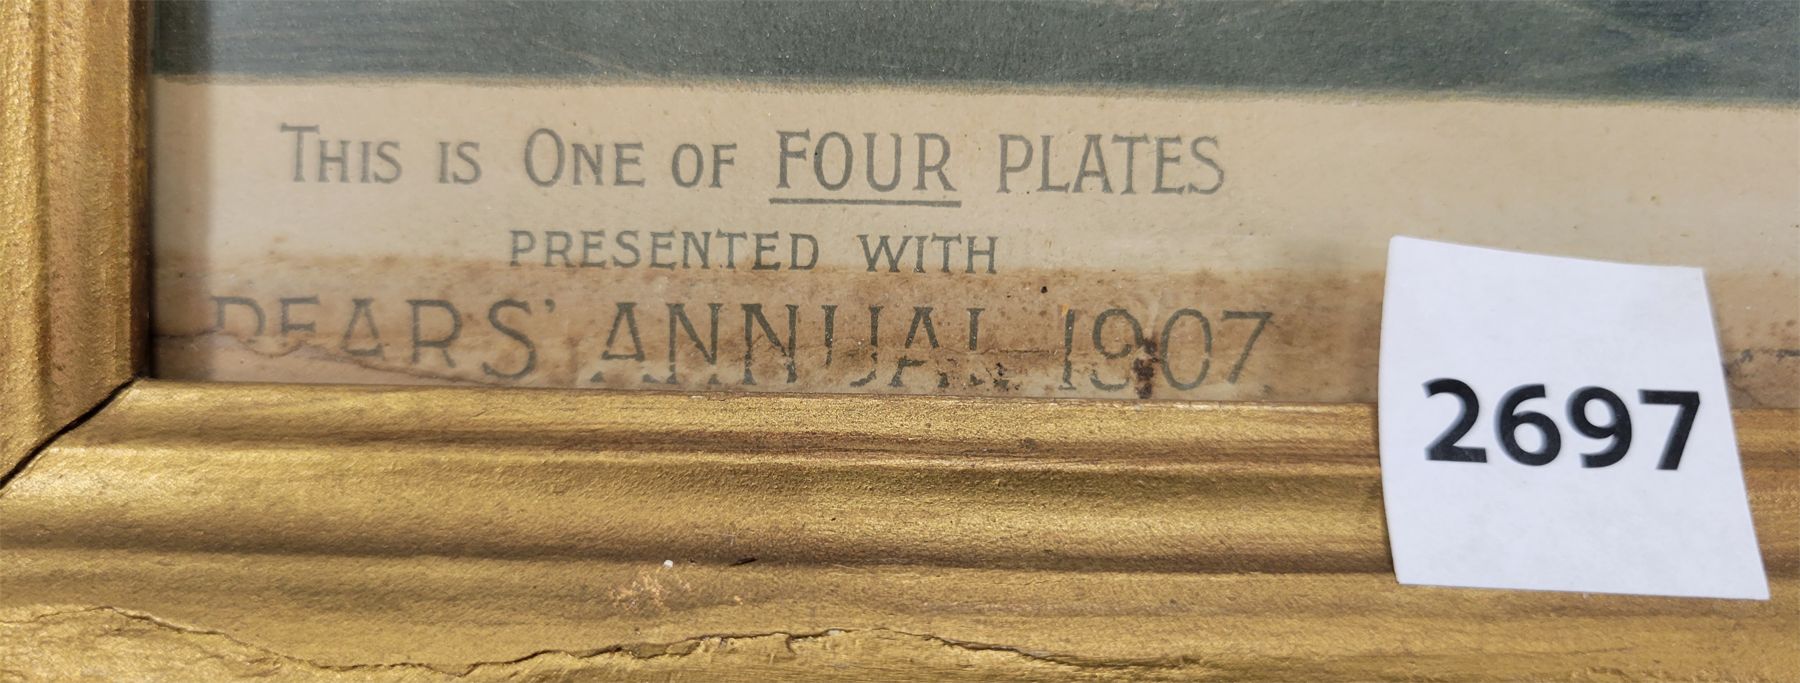 THIS IS ONE OF FOUR PLATES
PRESENTED WITH
PEARS' ANNUAL 1907.
2697